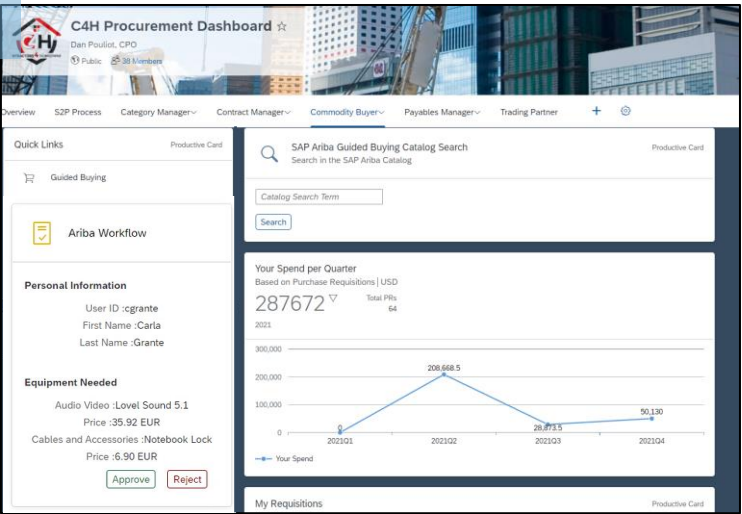 C4H Procurement Dashboard ☆
Dan Pouliot, CPO
Public 38 Members
Overview S2P Process Category Manager Contract Manager Commodity Buyer Payables Manager Trading Partner +
Quick Links Productive Card
Guided Buying
Ariba Workflow
Personal Information
User ID :cgrante
First Name :Carla
Last Name :Grante
Equipment Needed
Audio Video :Lovel Sound 5.1
Price :35.92 EUR
Cables and Accessories :Notebook Lock
Price :6.90 EUR
Approve Reject
SAP Ariba Guided Buying Catalog Search Productive Card
Search in the SAP Ariba Catalog
Catalog Search Term
Search
Your Spend per Quarter
Based on Purchase Requisitions | USD
287672 Total PRs
64
2021
300,000
200,000
100,000
0
0
208,668.5
28,873.5
50,130
2021Q1 2021Q2 2021Q3 2021Q4
Your Spend
My Requisitions Productive Card